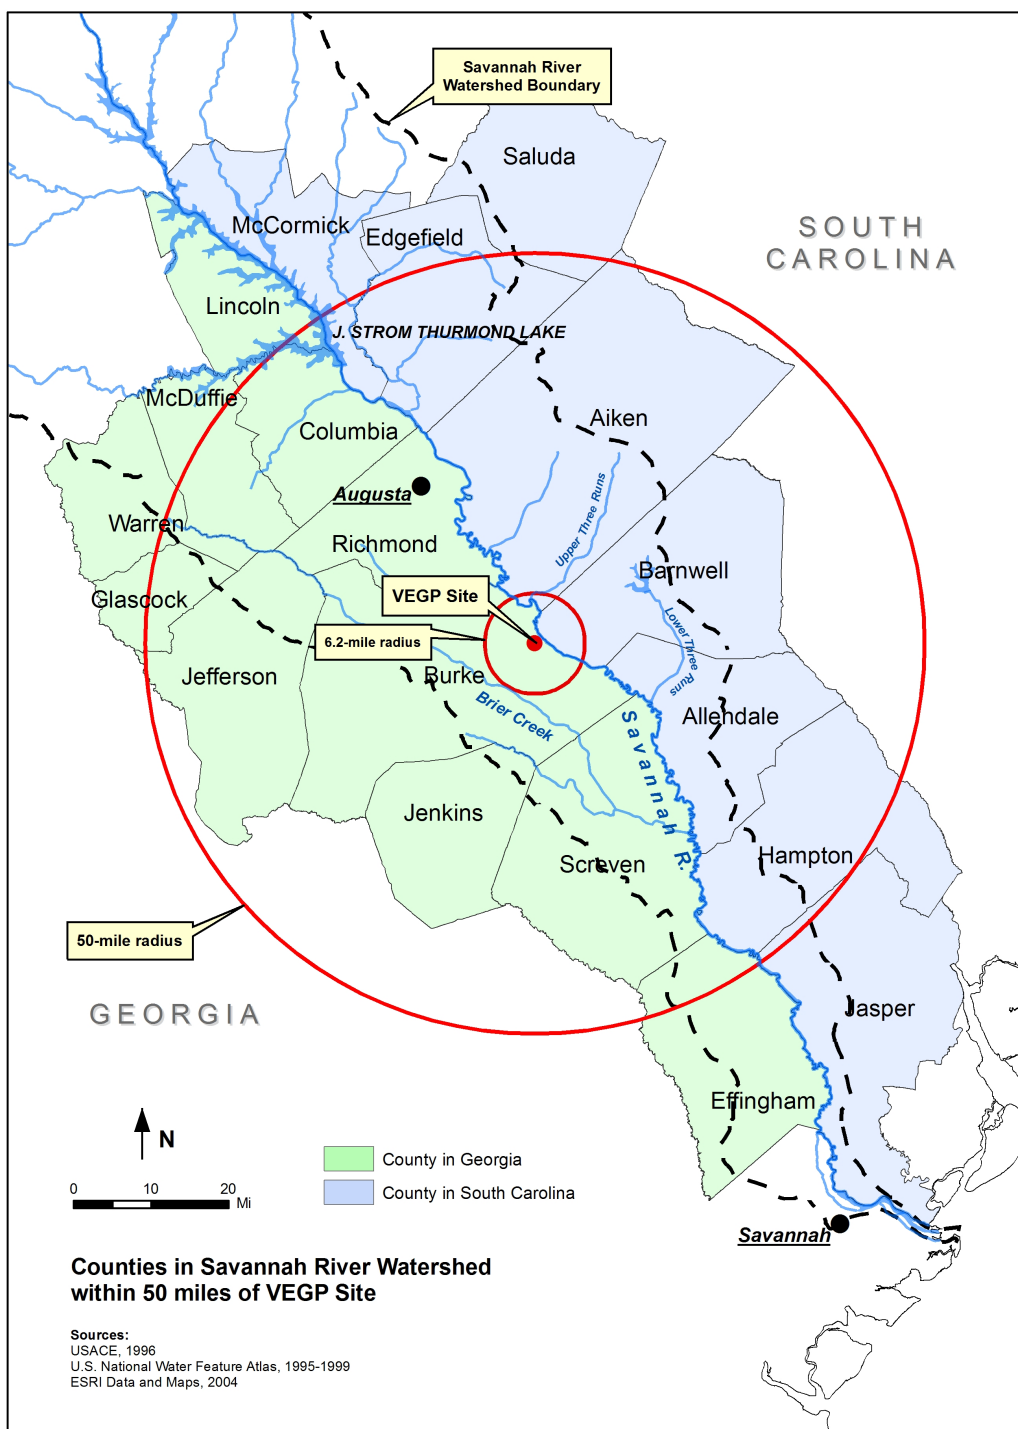 Savannah River
Watershed Boundary
Saluda
SOUTH
CAROLINA
McCormick
Edgefield
Lincoln
J. STROM THURMOND LAKE
McDuffie
Columbia
Aiken
Augusta
Upper Three Runs
Warren
Richmond
Barnwell
VEGP Site
Glascock
Lower Three
Runs
6.2-mile radius
Jefferson
Burke
Brier Creek
Allendale
Savannah R.
Jenkins
Hampton
Screven
50-mile radius
GEORGIA
Jasper
Effingham
N
County in Georgia
County in South Carolina
0 10 20
Mi
Savannah
Counties in Savannah River Watershed
within 50 miles of VEGP Site
Sources:
USACE, 1996
U.S. National Water Feature Atlas, 1995-1999
ESRI Data and Maps, 2004